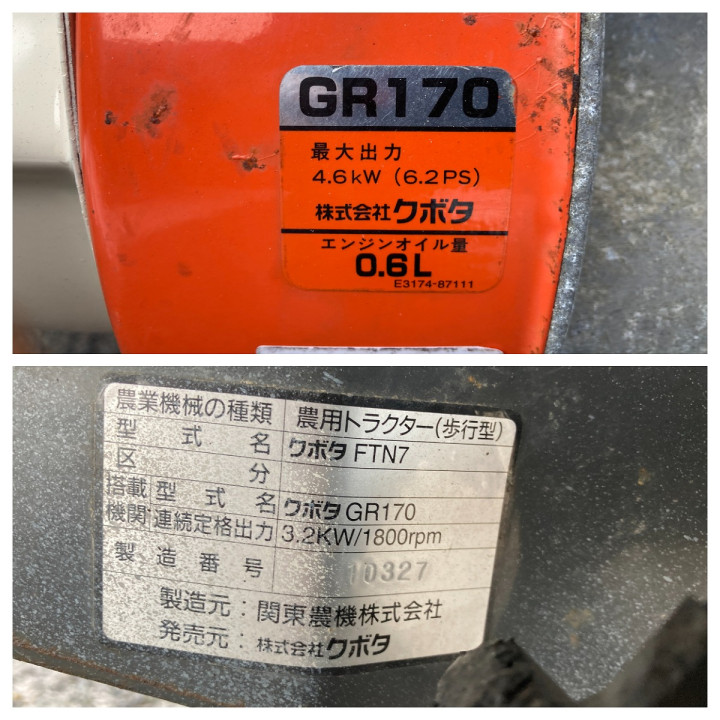 GR170
最大出力
4.6kW (6.2PS)
株式会社クボタ
エンジンオイル量
0.6L
E3174-87111
農業機械の種類 農用トラクター(歩行型)
型式名 クボタ FTN7
区分
搭載機関 型式名 クボタ GR170
連続定格出力 3.2KW/1800rpm
製造番号 10327
製造元:関東農機株式会社
発売元:株式会社クボタ